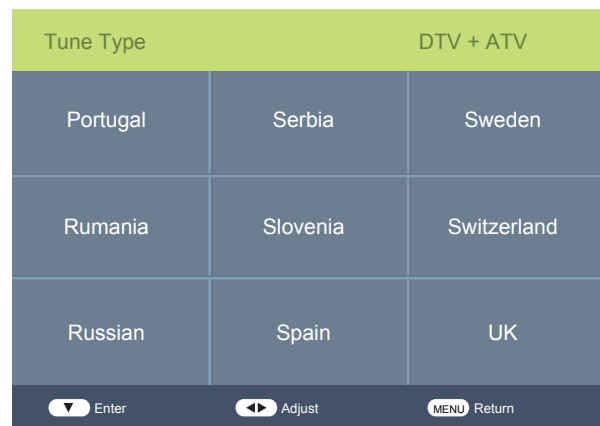 Tune Type DTV + ATV
Portugal Serbia Sweden
Rumania Slovenia Switzerland
Russian Spain UK
Enter Adjust MENU Return